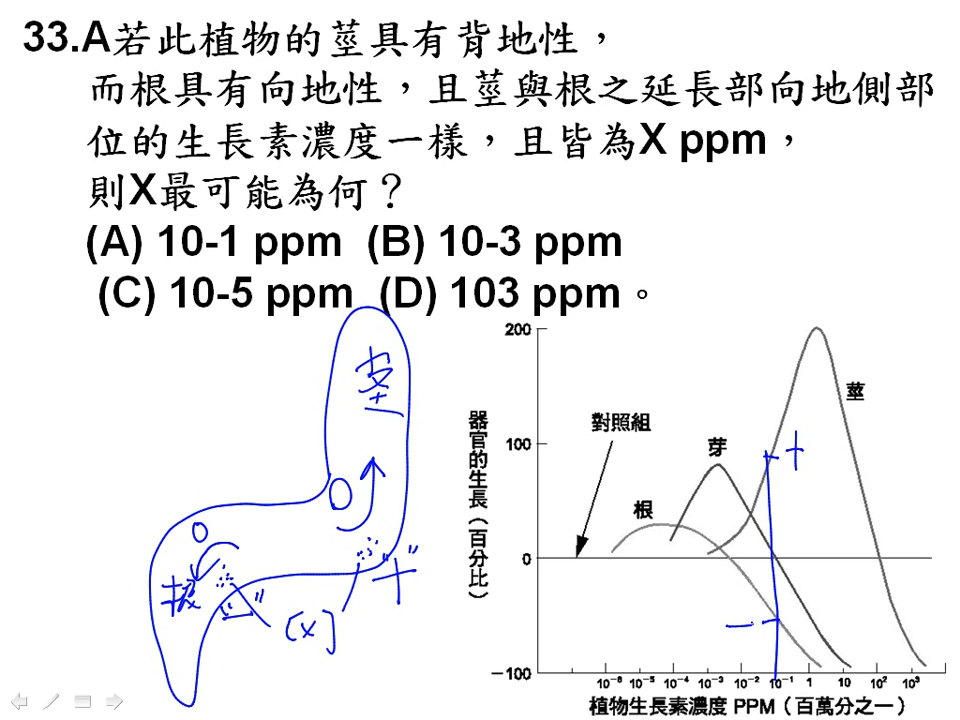 33.A若此植物的莖具有背地性，
而根具有向地性，且莖與根之延長部向地側部
位的生長素濃度一樣，且皆為X ppm，
則X最可能為何？
(A) 10-1 ppm (B) 10-3 ppm
(C) 10-5 ppm (D) 103 ppm。
莖
根
"+"
"−"
[X]
+
−
器官的生長（百分比）
200
100
0
−100
對照組
根
芽
莖
10⁻⁶ 10⁻⁵ 10⁻⁴ 10⁻³ 10⁻² 10⁻¹ 1 10 10² 10³
植物生長素濃度 PPM（百萬分之一）